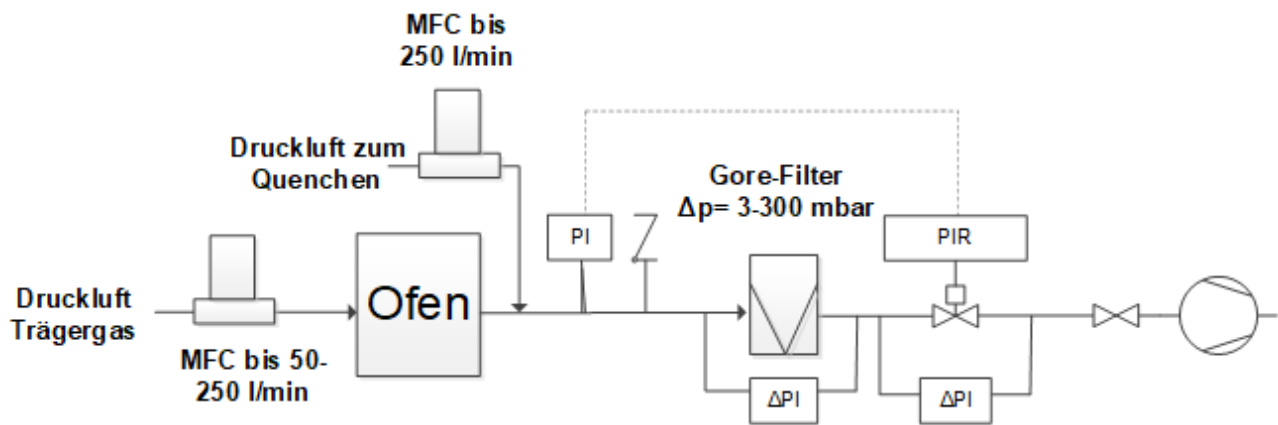 MFC bis
250 l/min
Druckluft zum
Quenchen
Gore-Filter
Δp= 3-300 mbar
PI
PIR
Ofen
Druckluft
Trägergas
MFC bis 50-
250 l/min
ΔPI
ΔPI